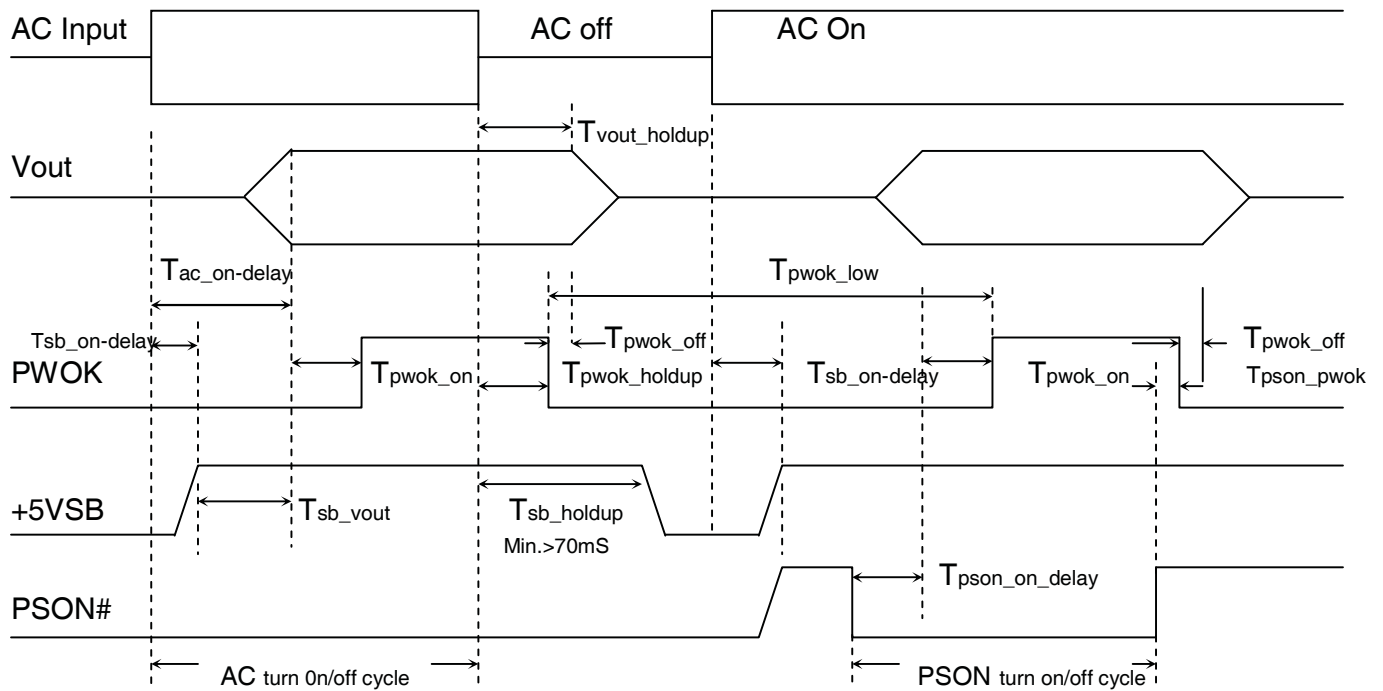 AC Input
AC off
AC On
Tvout_holdup
Vout
Tac_on-delay
Tpwok_low
Tsb_on-delay
Tpwok_off
Tpwok_off
PWOK
Tpwok_on
Tpwok_holdup
Tsb_on-delay
Tpwok_on
Tpson_pwok
+5VSB
Tsb_vout
Tsb_holdup
Min.>70mS
Tpson_on_delay
PSON#
AC turn 0n/off cycle
PSON turn on/off cycle